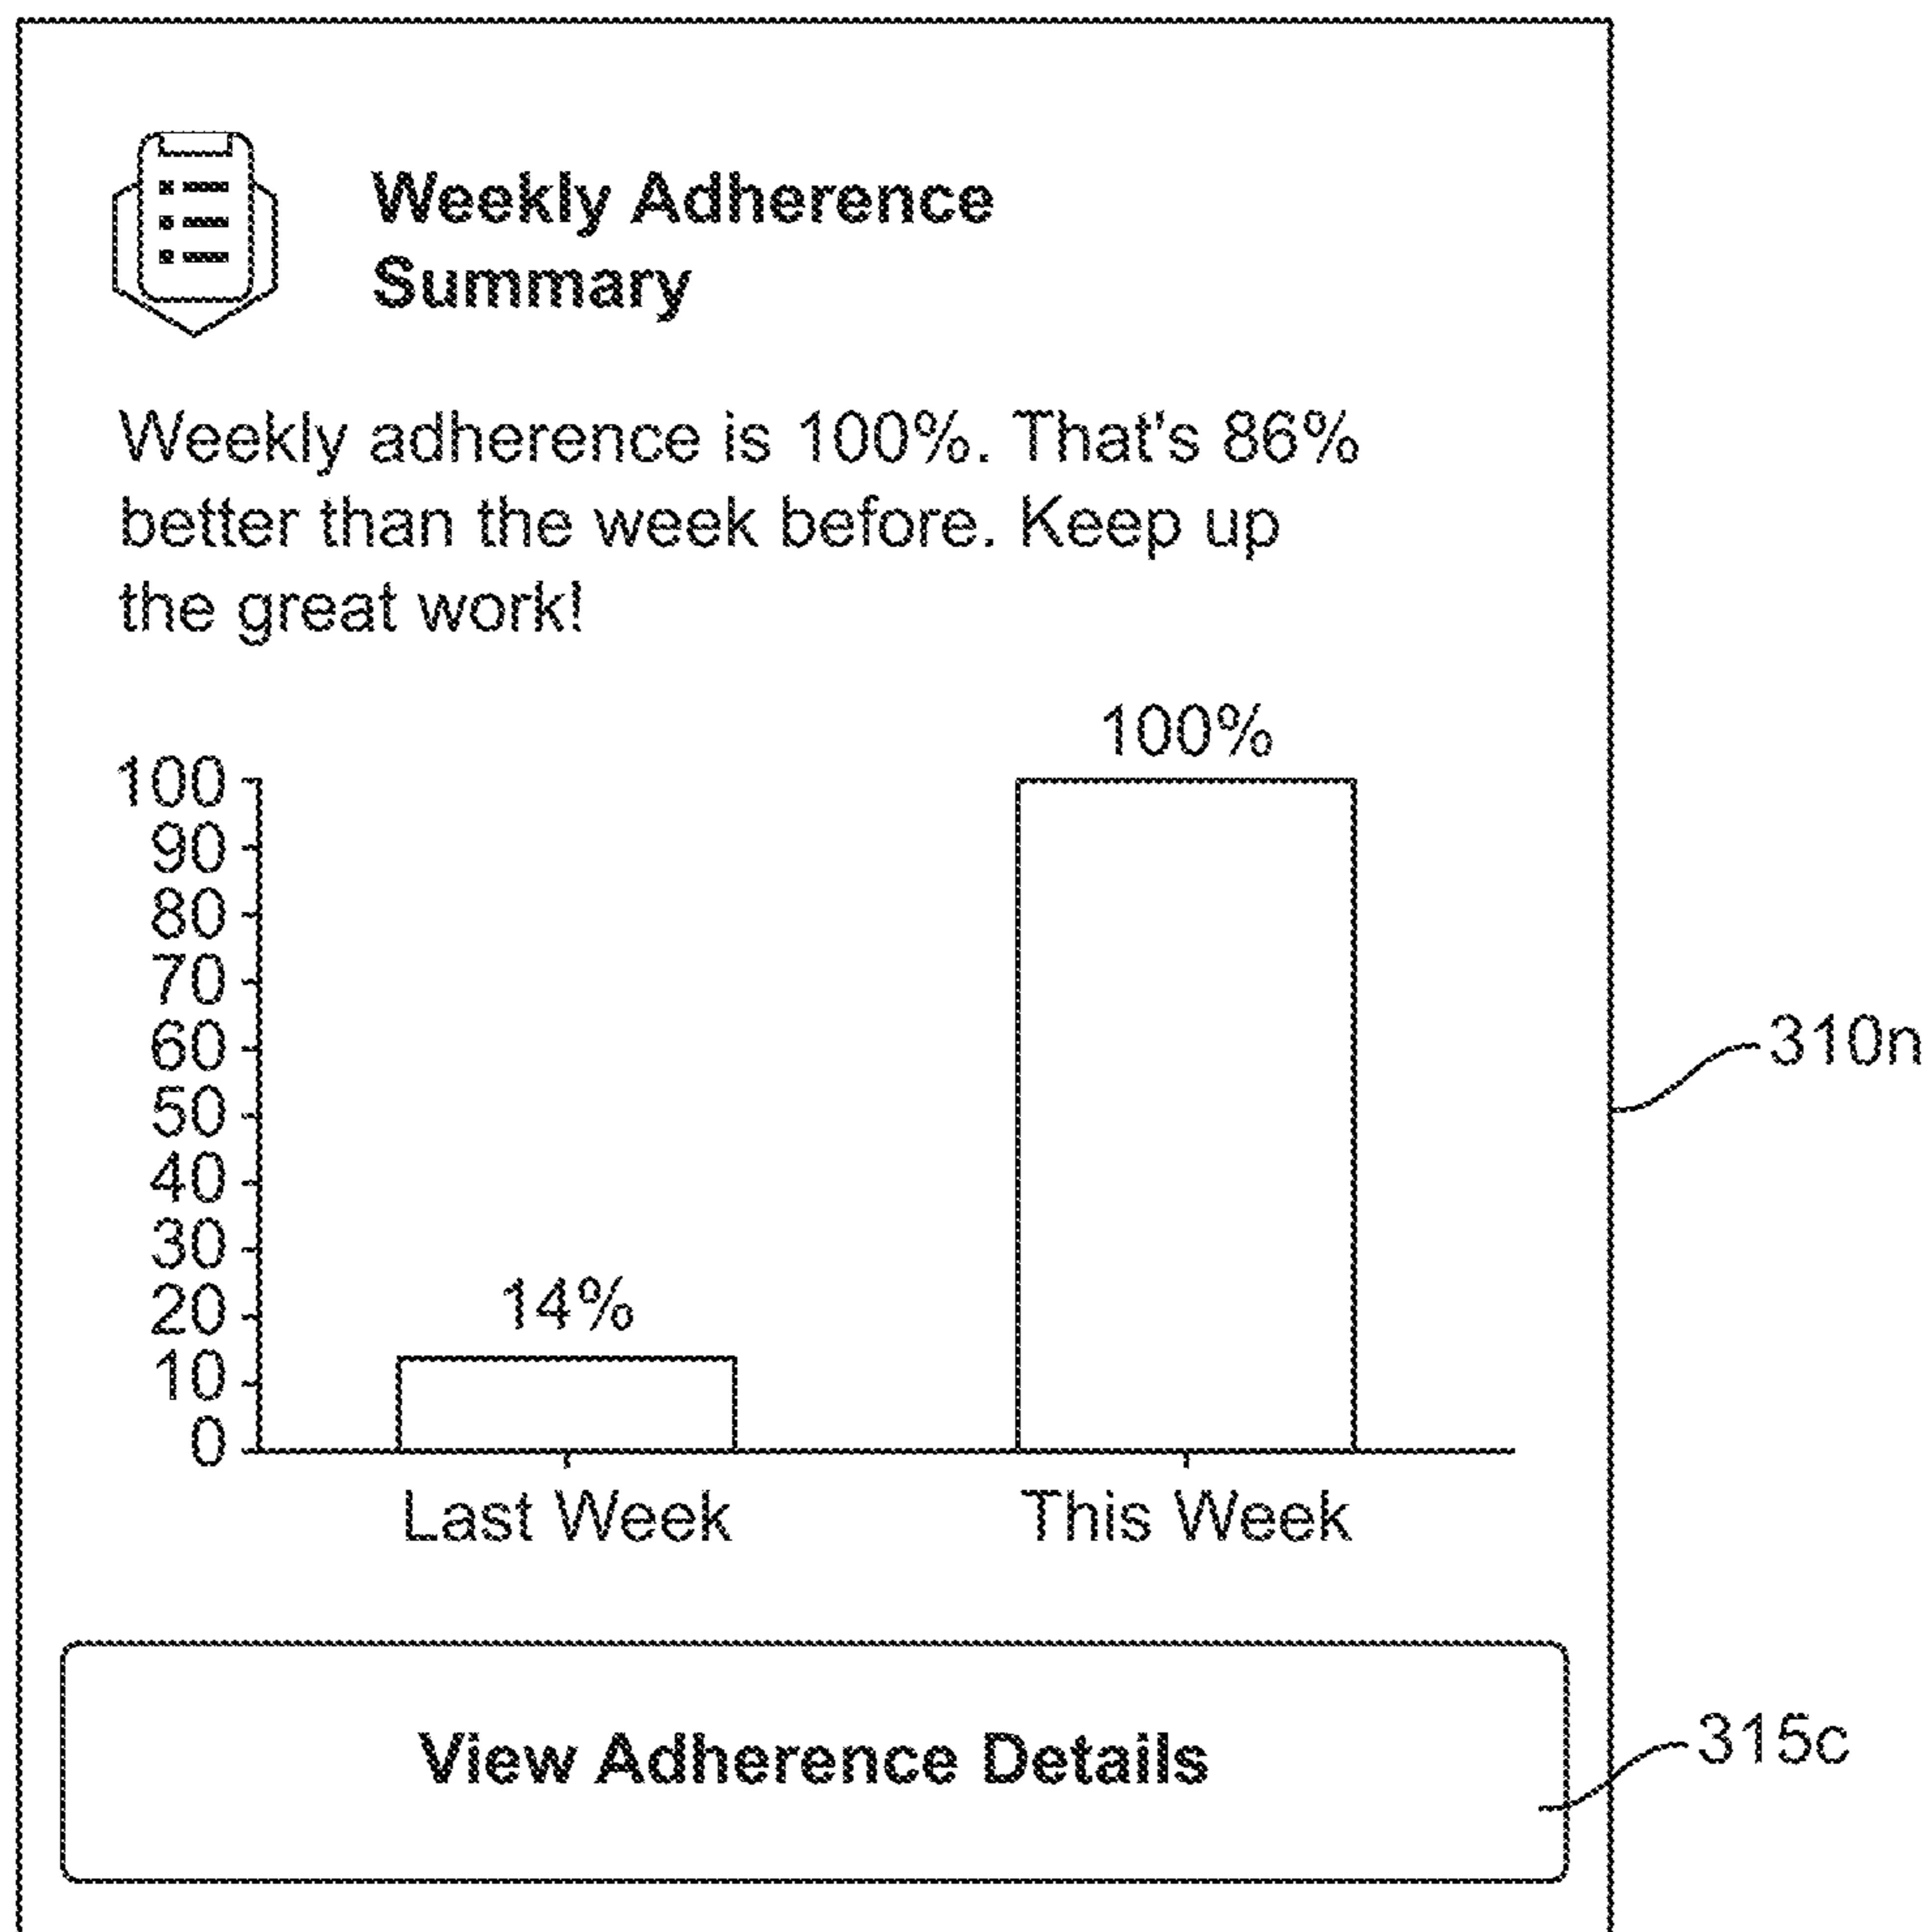 Weekly Adherence
Summary
Weekly adherence is 100%. That's 86%
better than the week before. Keep up
the great work!
100%
100
90
80
70
60
310n
50
40
30
20
14%
10
0
Last Week This Week
View Adherence Details
315c